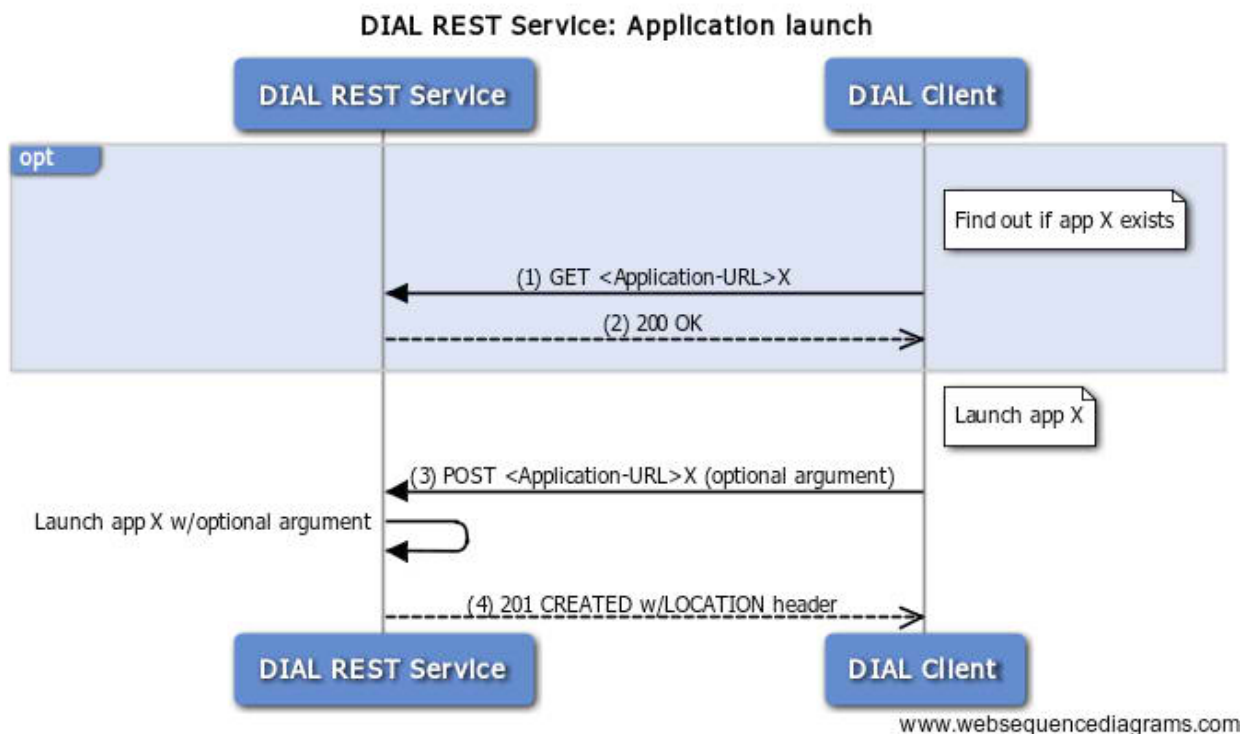 DIAL REST Service: Application launch
DIAL REST Service
DIAL Client
opt
Find out if app X exists
(1) GET <Application-URL>X
(2) 200 OK
Launch app X
(3) POST <Application-URL>X (optional argument)
Launch app X w/optional argument
(4) 201 CREATED w/LOCATION header
DIAL REST Service
DIAL Client
www.websequencediagrams.com